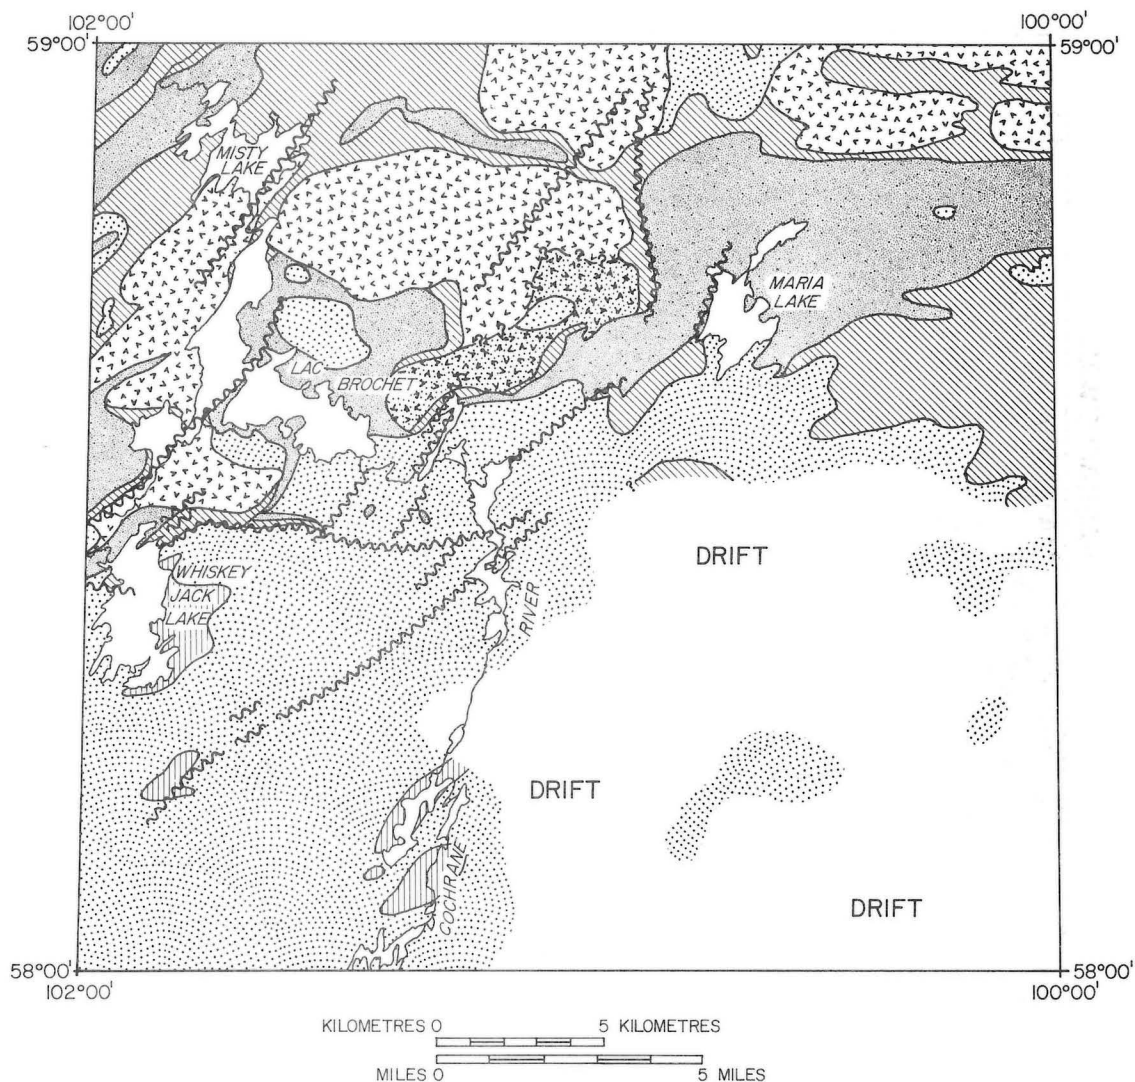 102°00'
100°00'
59°00'
59°00'
MISTY
LAKE
MARIA
LAKE
LAC
BROCHET
DRIFT
WHISKEY
JACK
LAKE
RIVER
DRIFT
COCHRANE
DRIFT
58°00'
58°00'
102°00'
100°00'
KILOMETRES 0 5 KILOMETRES
MILES 0 5 MILES